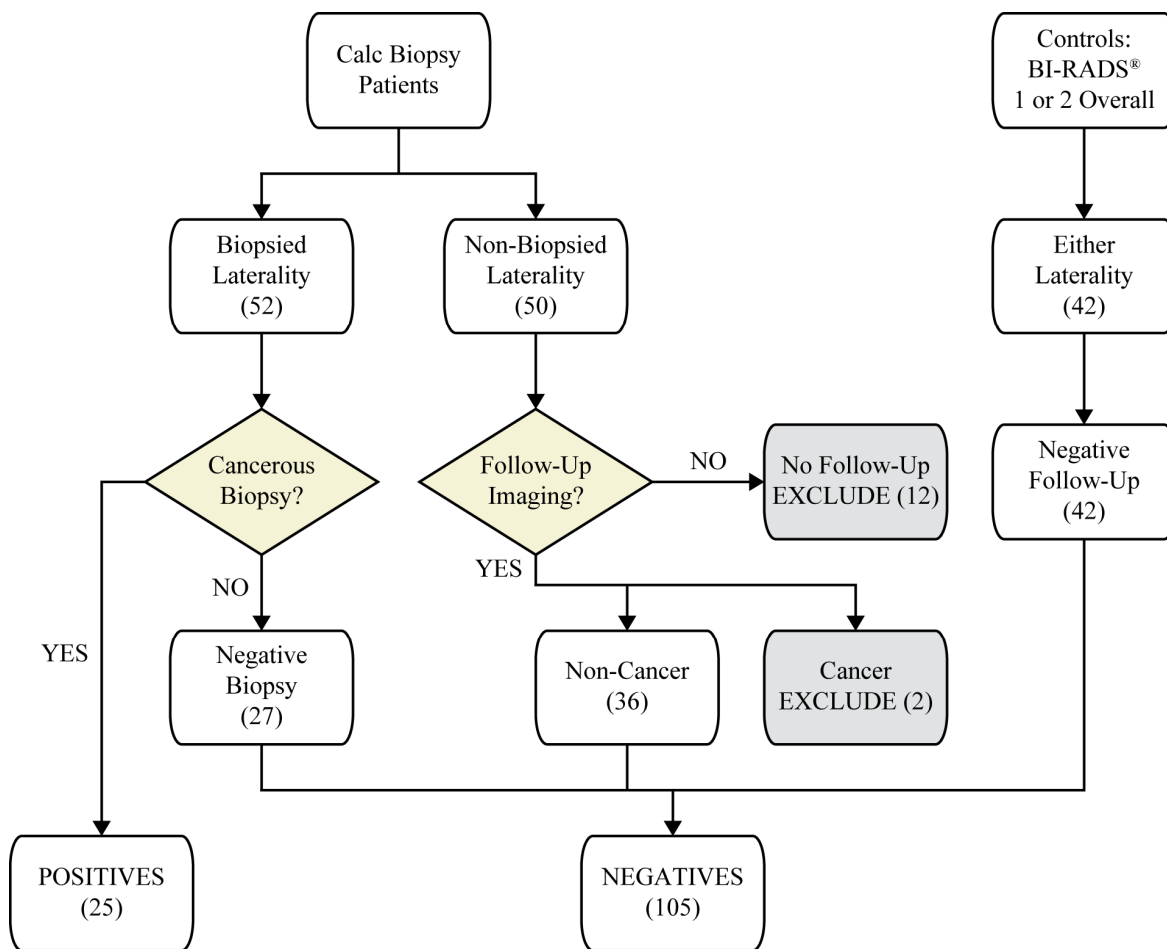 Calc Biopsy
Patients
Controls:
BI-RADS®
1 or 2 Overall
Biopsied
Laterality
(52)
Non-Biopsied
Laterality
(50)
Either
Laterality
(42)
Cancerous
Biopsy?
Follow-Up
Imaging?
NO
No Follow-Up
EXCLUDE (12)
Negative
Follow-Up
(42)
NO
YES
YES
Negative
Biopsy
(27)
Non-Cancer
(36)
Cancer
EXCLUDE (2)
POSITIVES
(25)
NEGATIVES
(105)